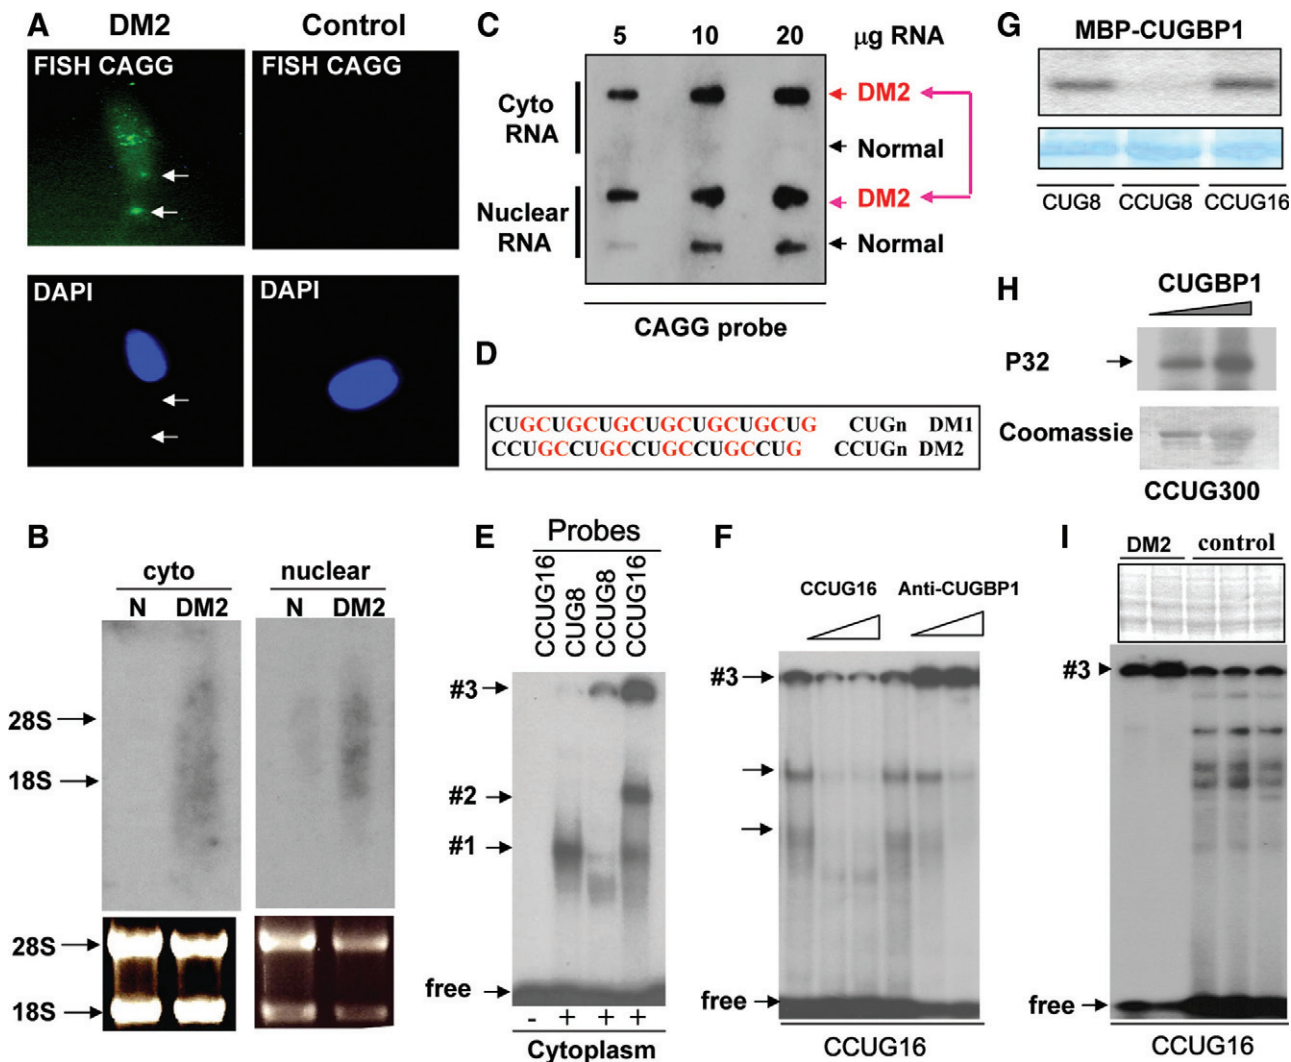 A
DM2
Control
FISH CAGG
FISH CAGG
DAPI
DAPI
B
cyto
nuclear
N DM2
N DM2
28S
18S
28S
18S
C
5 10 20 µg RNA
Cyto
RNA
DM2
Normal
Nuclear
RNA
DM2
Normal
CAGG probe
D
CUGCUGCUGCUGCUGCUGCUG CUGn DM1
CCUGCCUGCCUGCCUGCCUG CCUGn DM2
E
Probes
CCUG16
CUG8
CCUG8
CCUG16
#3
#2
#1
free
- + + +
Cytoplasm
F
CCUG16 Anti-CUGBP1
#3
free
CCUG16
G
MBP-CUGBP1
CUG8 CCUG8 CCUG16
H
CUGBP1
P32
Coomassie
CCUG300
I
DM2 control
#3
free
CCUG16